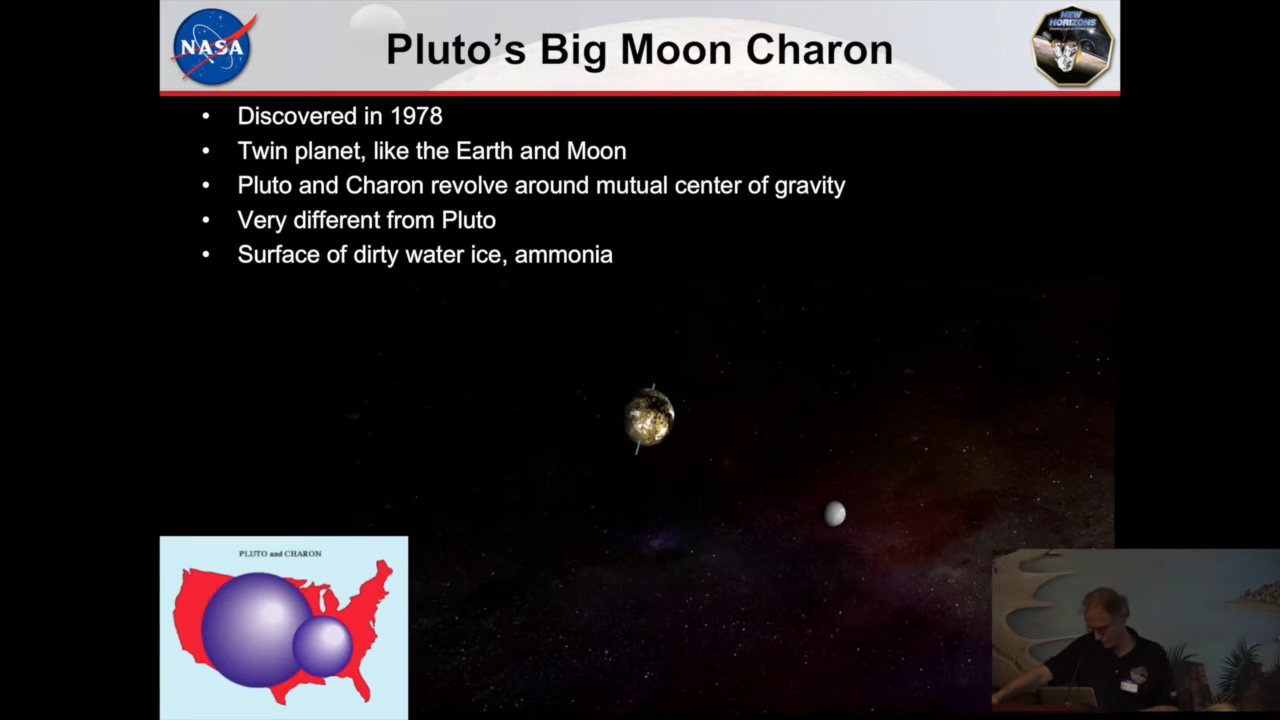 NASA
Pluto’s Big Moon Charon
NEW
HORIZONS
• Discovered in 1978
• Twin planet, like the Earth and Moon
• Pluto and Charon revolve around mutual center of gravity
• Very different from Pluto
• Surface of dirty water ice, ammonia
PLUTO and CHARON